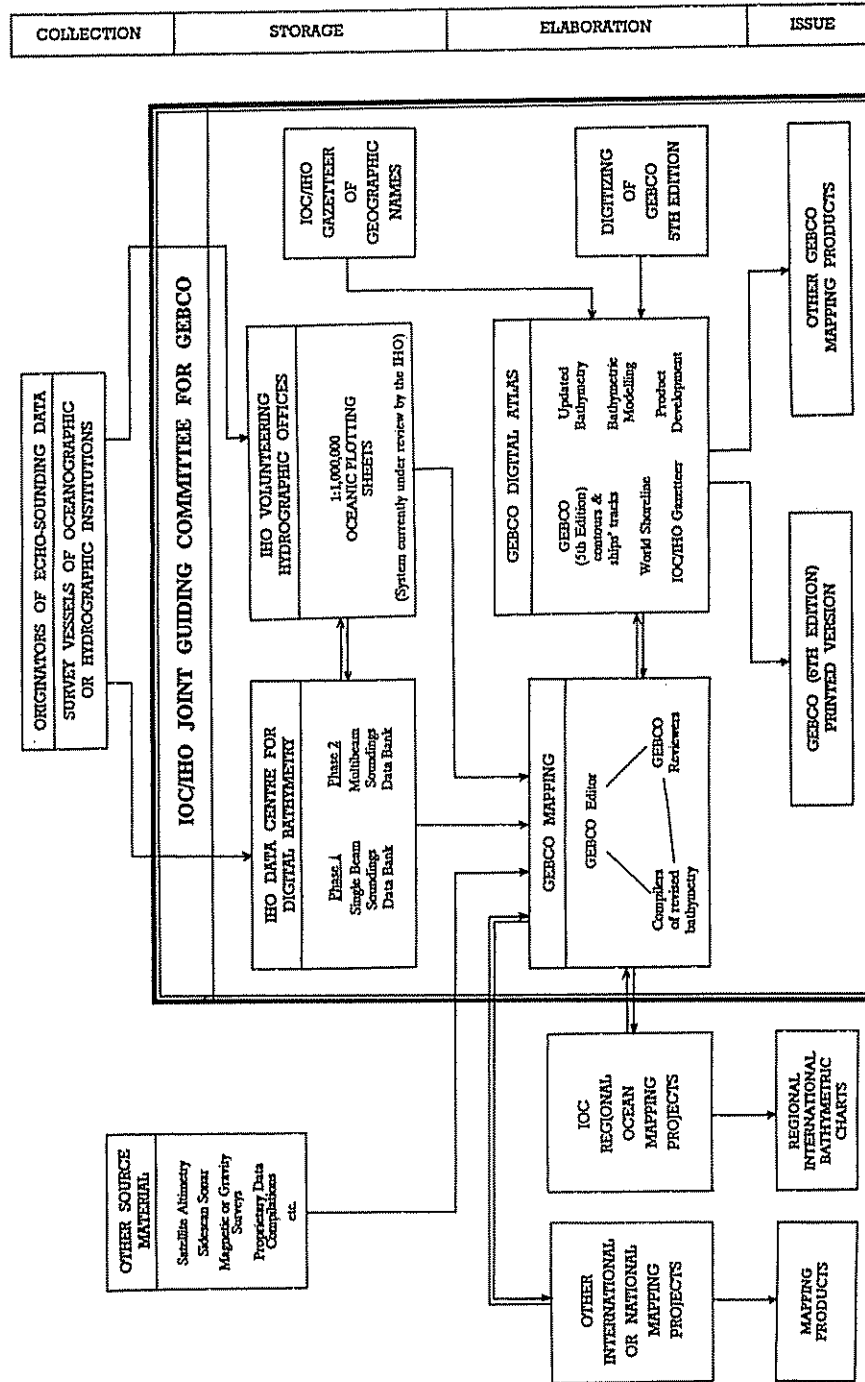 COLLECTION
STORAGE
ELABORATION
ISSUE
ORIGINATORS OF ECHO-SOUNDING DATA
SURVEY VESSELS OF OCEANOGRAPHIC
OR HYDROGRAPHIC INSTITUTIONS
OTHER SOURCE
MATERIAL
Satellite Altimetry
Sidescan Sonar
Magnetic or Gravity
Surveys
Proprietary Data
Compilations
etc.
IOC/IHO JOINT GUIDING COMMITTEE FOR GEBCO
IHO DATA CENTRE FOR
DIGITAL BATHYMETRY
Phase 1
Single Beam
Soundings
Data Bank
Phase 2
Multibeam
Soundings
Data Bank
IHO VOLUNTEERING
HYDROGRAPHIC OFFICES
1:1,000,000
OCEANIC PLOTTING
SHEETS
(System currently under review by the IHO)
IOC/IHO
GAZETTEER
OF
GEOGRAPHIC
NAMES
OTHER
INTERNATIONAL
OR NATIONAL
MAPPING
PROJECTS
IOC
REGIONAL
OCEAN
MAPPING
PROJECTS
GEBCO MAPPING
GEBCO Editor
Compilers
of revised
bathymetry
GEBCO
Reviewers
GEBCO DIGITAL ATLAS
GEBCO
(5th Edition)
contours &
ships' tracks
World Shoreline
IOC/IHO Gazetteer
Updated
Bathymetry
Bathymetric
Modelling
Product
Development
DIGITIZING
OF
GEBCO
5TH EDITION
MAPPING
PRODUCTS
REGIONAL
INTERNATIONAL
BATHYMETRIC
CHARTS
GEBCO (6TH EDITION)
PRINTED VERSION
OTHER GEBCO
MAPPING PRODUCTS